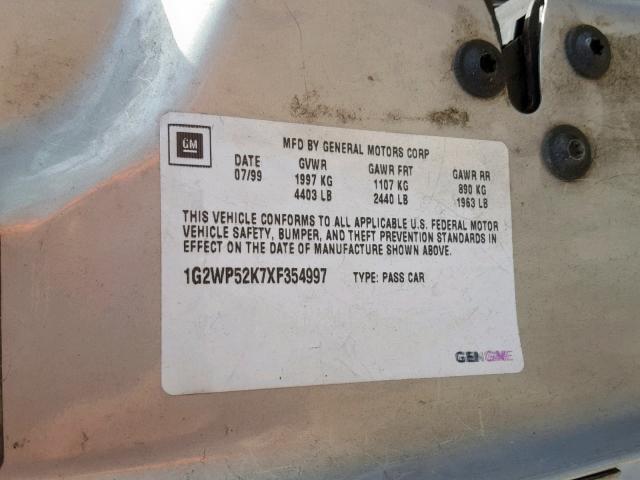 GM
MFD BY GENERAL MOTORS CORP
DATE GVWR GAWR FRT GAWR RR
07/99 1997 KG 1107 KG 890 KG
4403 LB 2440 LB 1963 LB
THIS VEHICLE CONFORMS TO ALL APPLICABLE U.S. FEDERAL MOTOR
VEHICLE SAFETY, BUMPER, AND THEFT PREVENTION STANDARDS IN
EFFECT ON THE DATE OF MANUFACTURE SHOWN ABOVE.
1G2WP52K7XF354997 TYPE: PASS CAR